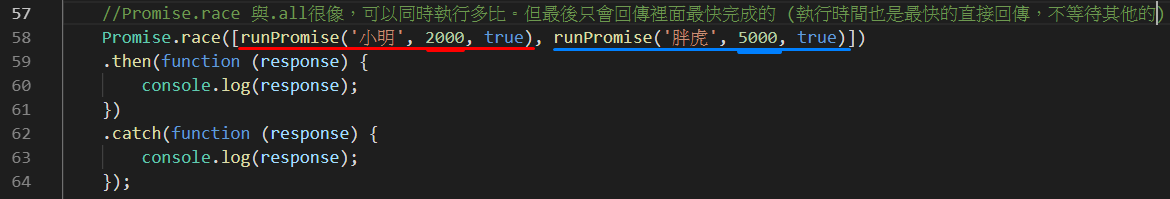 57 //Promise.race 與.all很像，可以同時執行多比。但最後只會回傳裡面最快完成的 (執行時間也是最快的直接回傳，不等待其他的)
58 Promise.race([runPromise('小明', 2000, true), runPromise('胖虎', 5000, true)])
59 .then(function (response) {
60 console.log(response);
61 })
62 .catch(function (response) {
63 console.log(response);
64 });